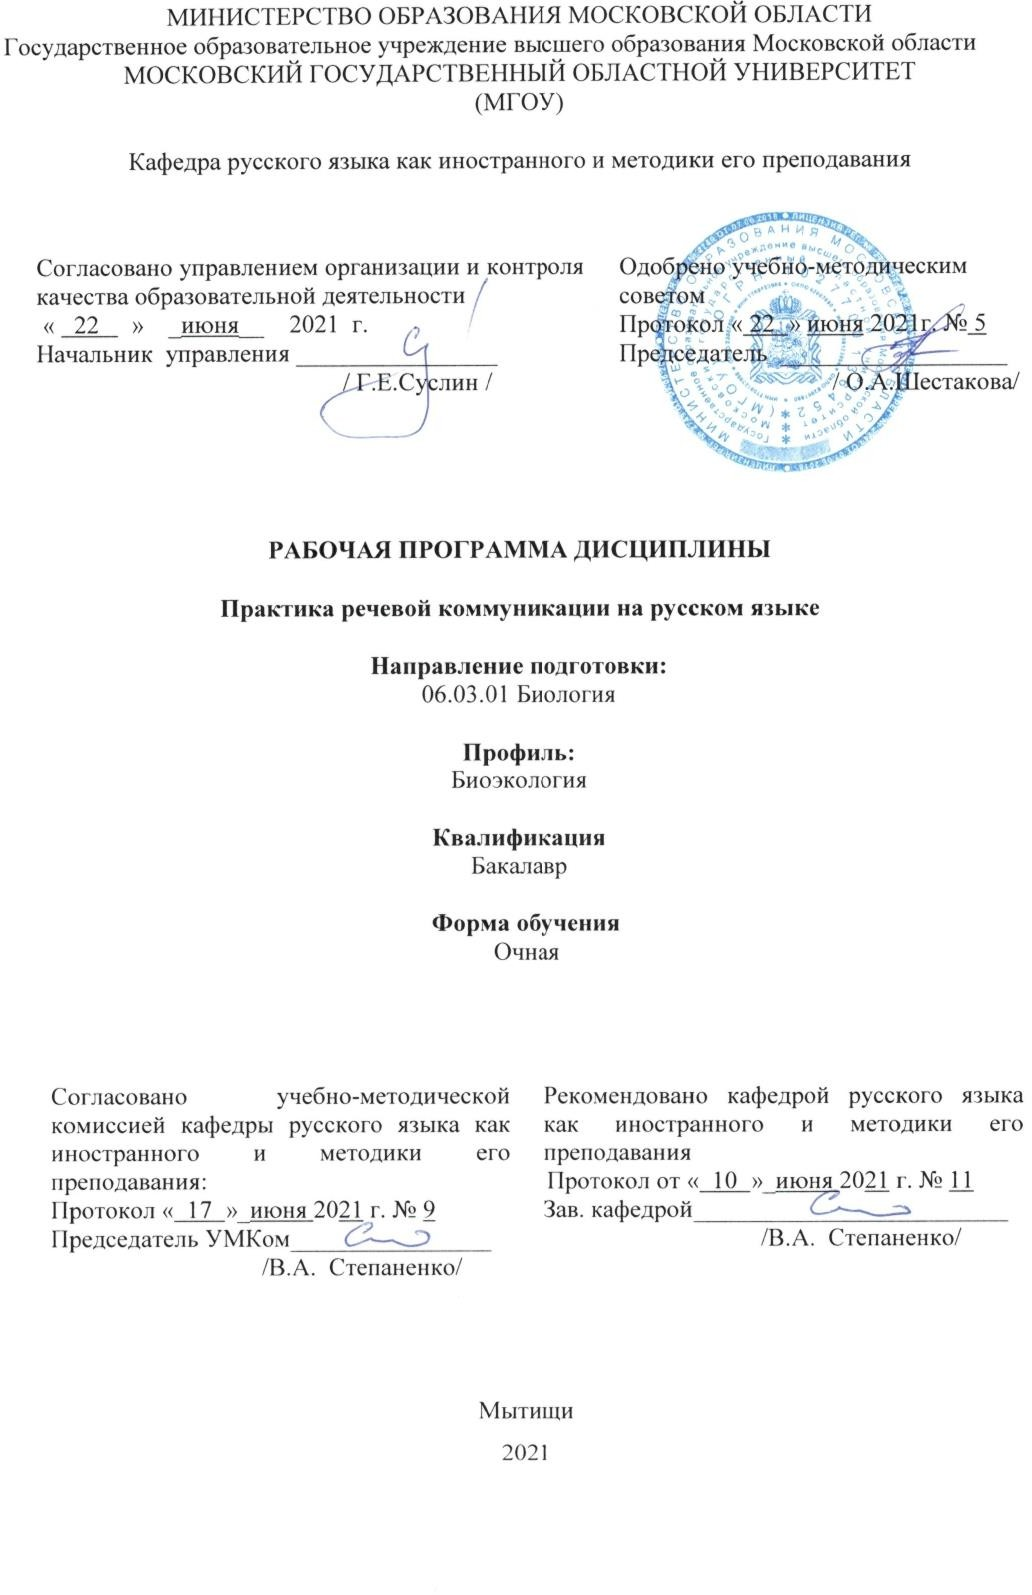 МИНИСТЕРСТВО ОБРАЗОВАНИЯ МОСКОВСКОЙ ОБЛАСТИ
Государственное образовательное учреждение высшего образования Московской области
МОСКОВСКИЙ ГОСУДАРСТВЕННЫЙ ОБЛАСТНОЙ УНИВЕРСИТЕТ
(МГОУ)
Кафедра русского языка как иностранного и методики его преподавания
Согласовано управлением организации и контроля
качества образовательной деятельности
« 22 » июня 2021 г.
Начальник управления
/ Г.Е.Суслин /
Одобрено учебно-методическим
советом
Протокол « 22 » июня 2021г. № 5
Председатель
/ О.А.Шестакова/
РАБОЧАЯ ПРОГРАММА ДИСЦИПЛИНЫ
Практика речевой коммуникации на русском языке
Направление подготовки:
06.03.01 Биология
Профиль:
Биоэкология
Квалификация
Бакалавр
Форма обучения
Очная
Согласовано учебно-методической
комиссией кафедры русского языка как
иностранного и методики его
преподавания:
Протокол « 17 » июня 2021 г. № 9
Председатель УМКом
/В.А. Степаненко/
Рекомендовано кафедрой русского языка
как иностранного и методики его
преподавания
Протокол от « 10 » июня 2021 г. № 11
Зав. кафедрой
/В.А. Степаненко/
Мытищи
2021